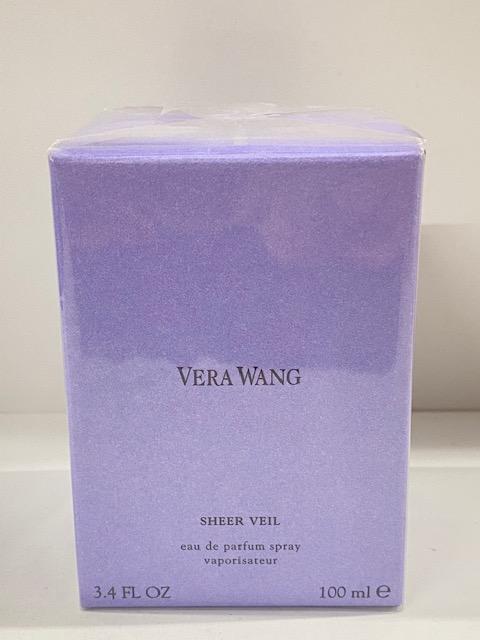 VERA WANG
SHEER VEIL
eau de parfum spray
vaporisateur
3.4 FL OZ 100 ml ℮